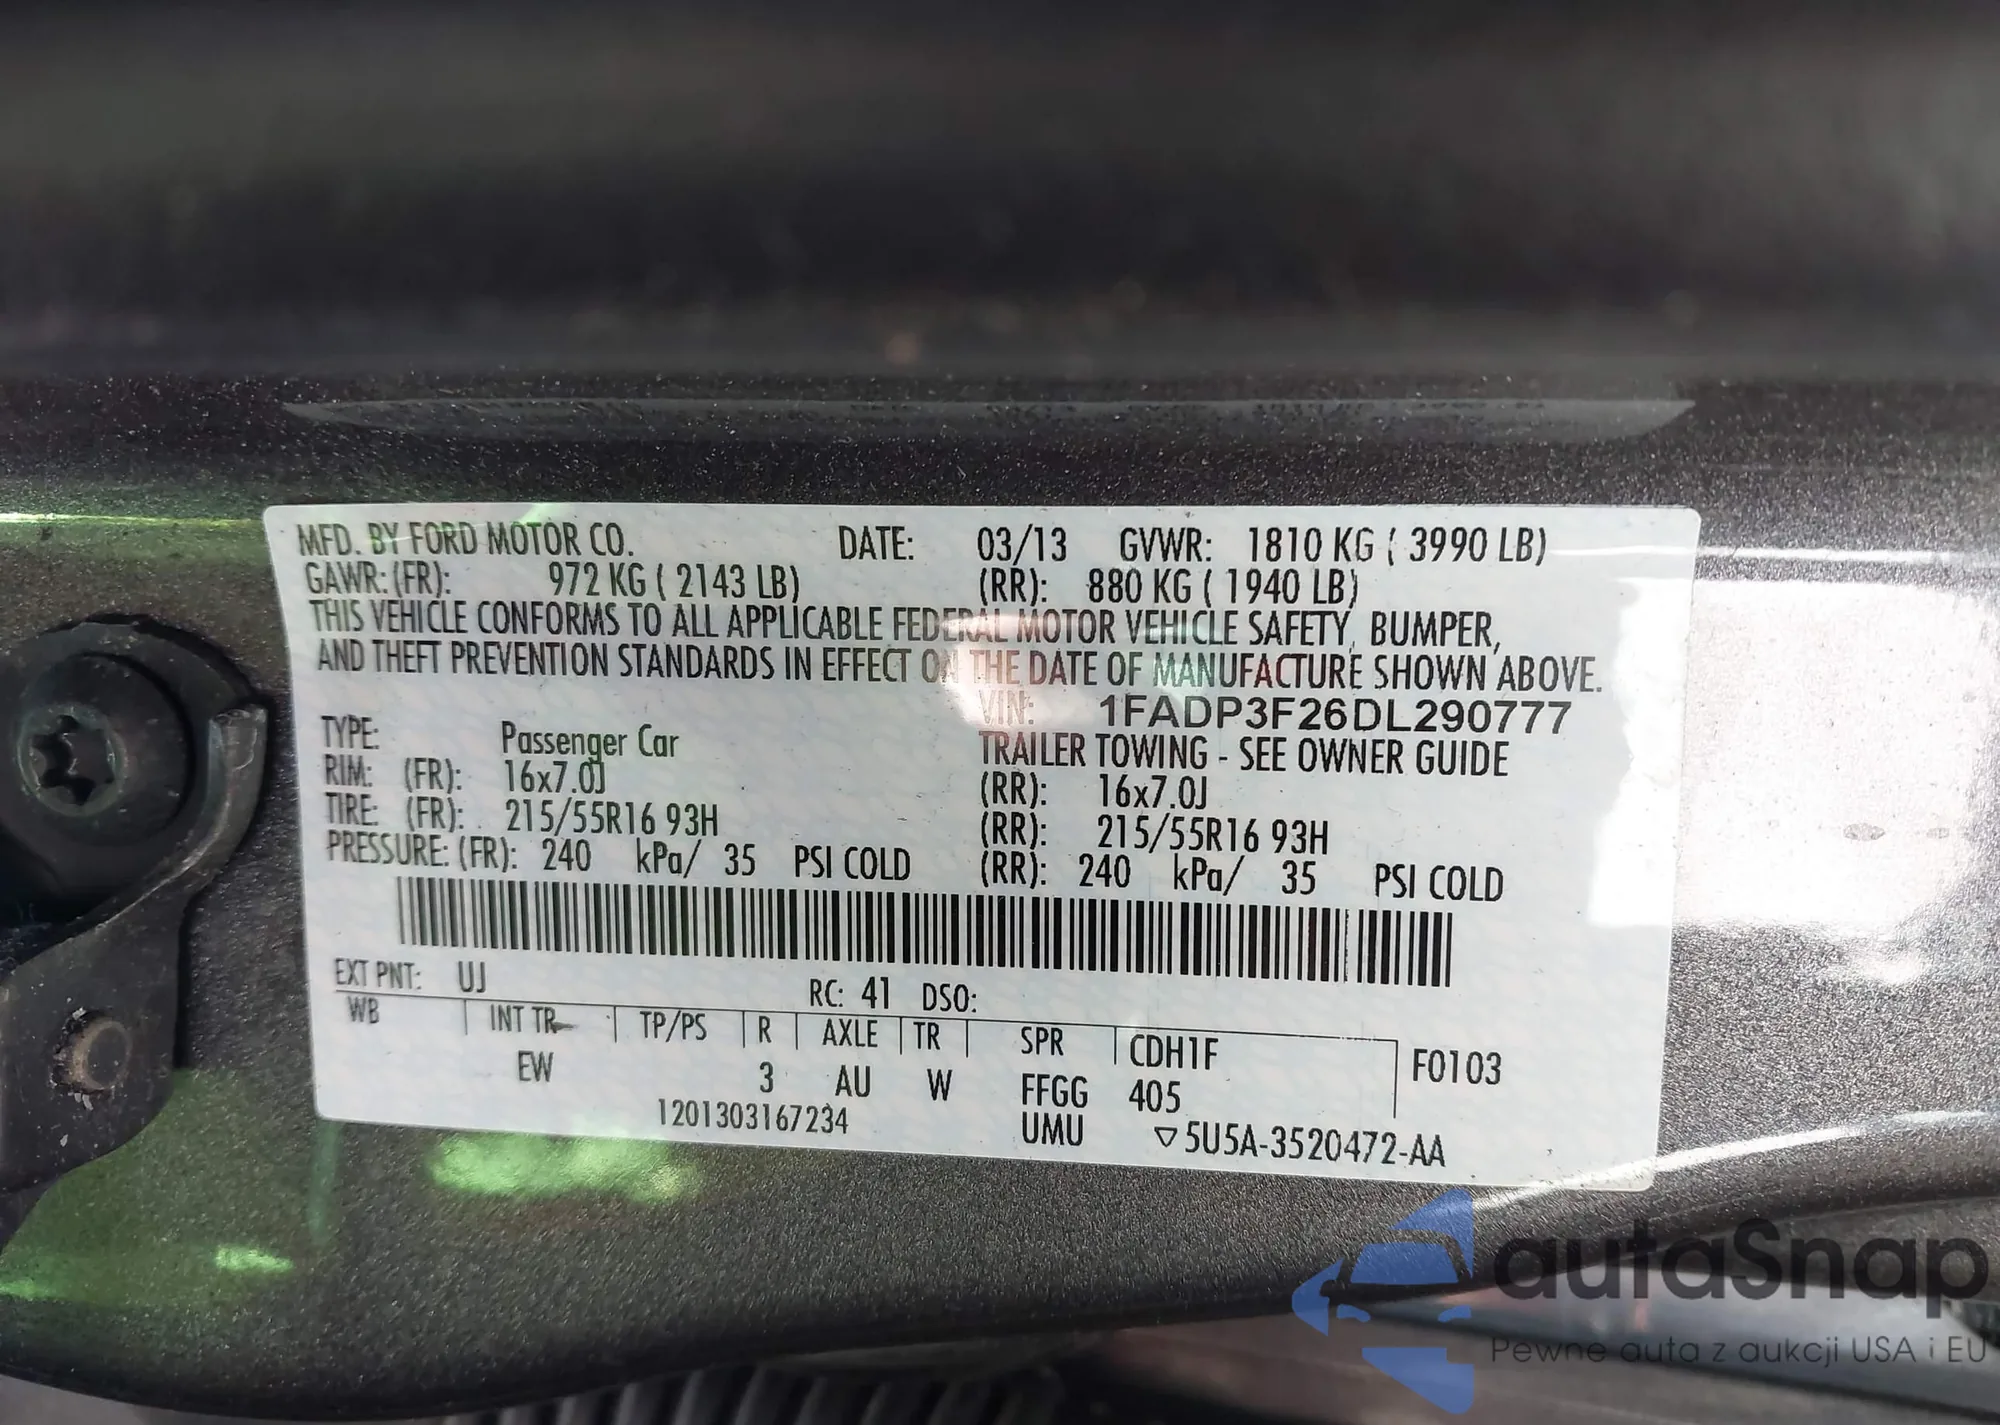 MFD. BY FORD MOTOR CO. DATE: 03/13 GVWR: 1810 KG ( 3990 LB)
GAWR: (FR): 972 KG ( 2143 LB) (RR): 880 KG ( 1940 LB)
THIS VEHICLE CONFORMS TO ALL APPLICABLE FEDERAL MOTOR VEHICLE SAFETY, BUMPER,
AND THEFT PREVENTION STANDARDS IN EFFECT ON THE DATE OF MANUFACTURE SHOWN ABOVE.
VIN: 1FADP3F26DL290777
TYPE: Passenger Car TRAILER TOWING - SEE OWNER GUIDE
RIM: (FR): 16x7.0J (RR): 16x7.0J
TIRE: (FR): 215/55R16 93H (RR): 215/55R16 93H
PRESSURE: (FR): 240 kPa/ 35 PSI COLD (RR): 240 kPa/ 35 PSI COLD
EXT PNT: UJ RC: 41 DSO:
WB INT TR TP/PS R AXLE TR SPR CDH1F F0103
EW 3 AU W FFGG 405
1201303167234 UMU ▽5U5A-3520472-AA
autaSnap
Pewne auta z aukcji USA i EU